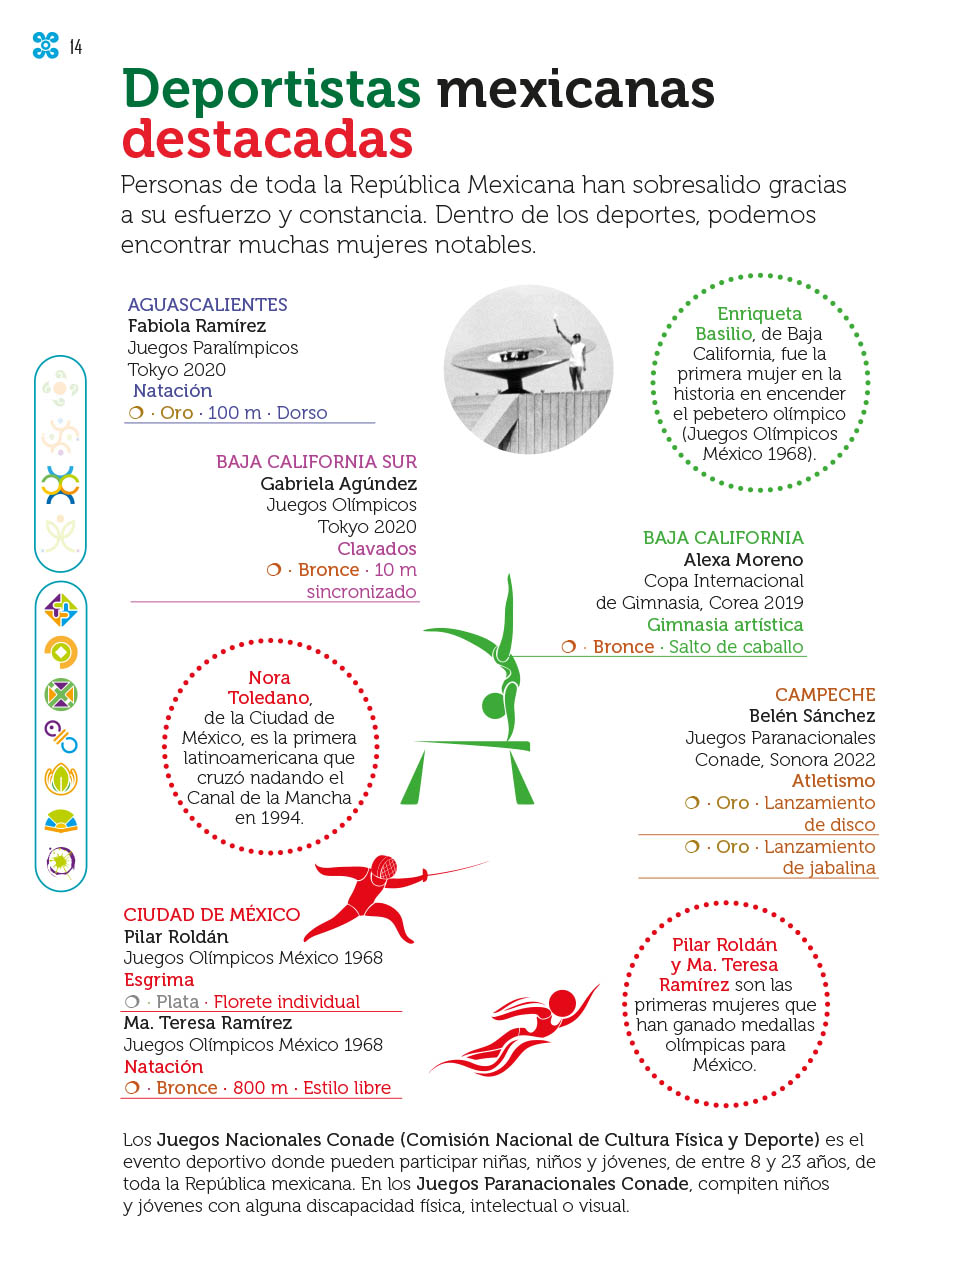 14
Deportistas mexicanas
destacadas
Personas de toda la República Mexicana han sobresalido gracias
a su esfuerzo y constancia. Dentro de los deportes, podemos
encontrar muchas mujeres notables.
AGUASCALIENTES
Fabiola Ramírez
Juegos Paralímpicos
Tokyo 2020
Natación
· Oro · 100 m · Dorso
Enriqueta
Basilio, de Baja
California, fue la
primera mujer en la
historia en encender
el pebetero olímpico
(Juegos Olímpicos
México 1968).
BAJA CALIFORNIA SUR
Gabriela Agúndez
Juegos Olímpicos
Tokyo 2020
Clavados
· Bronce · 10 m
sincronizado
BAJA CALIFORNIA
Alexa Moreno
Copa Internacional
de Gimnasia, Corea 2019
Gimnasia artística
· Bronce · Salto de caballo
Nora
Toledano,
de la Ciudad de
México, es la primera
latinoamericana que
cruzó nadando el
Canal de la Mancha
en 1994.
CAMPECHE
Belén Sánchez
Juegos Paranacionales
Conade, Sonora 2022
Atletismo
· Oro · Lanzamiento
de disco
· Oro · Lanzamiento
de jabalina
CIUDAD DE MÉXICO
Pilar Roldán
Juegos Olímpicos México 1968
Esgrima
· Plata · Florete individual
Ma. Teresa Ramírez
Juegos Olímpicos México 1968
Natación
· Bronce · 800 m · Estilo libre
Pilar Roldán
y Ma. Teresa
Ramírez son las
primeras mujeres que
han ganado medallas
olímpicas para
México.
Los Juegos Nacionales Conade (Comisión Nacional de Cultura Física y Deporte) es el
evento deportivo donde pueden participar niñas, niños y jóvenes, de entre 8 y 23 años, de
toda la República mexicana. En los Juegos Paranacionales Conade, compiten niños
y jóvenes con alguna discapacidad física, intelectual o visual.